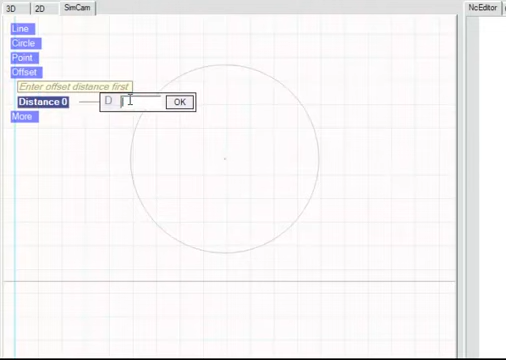 3D 2D SimCam NcEditor
Line
Circle
Point
Offset
Enter offset distance first
Distance 0 D OK
More